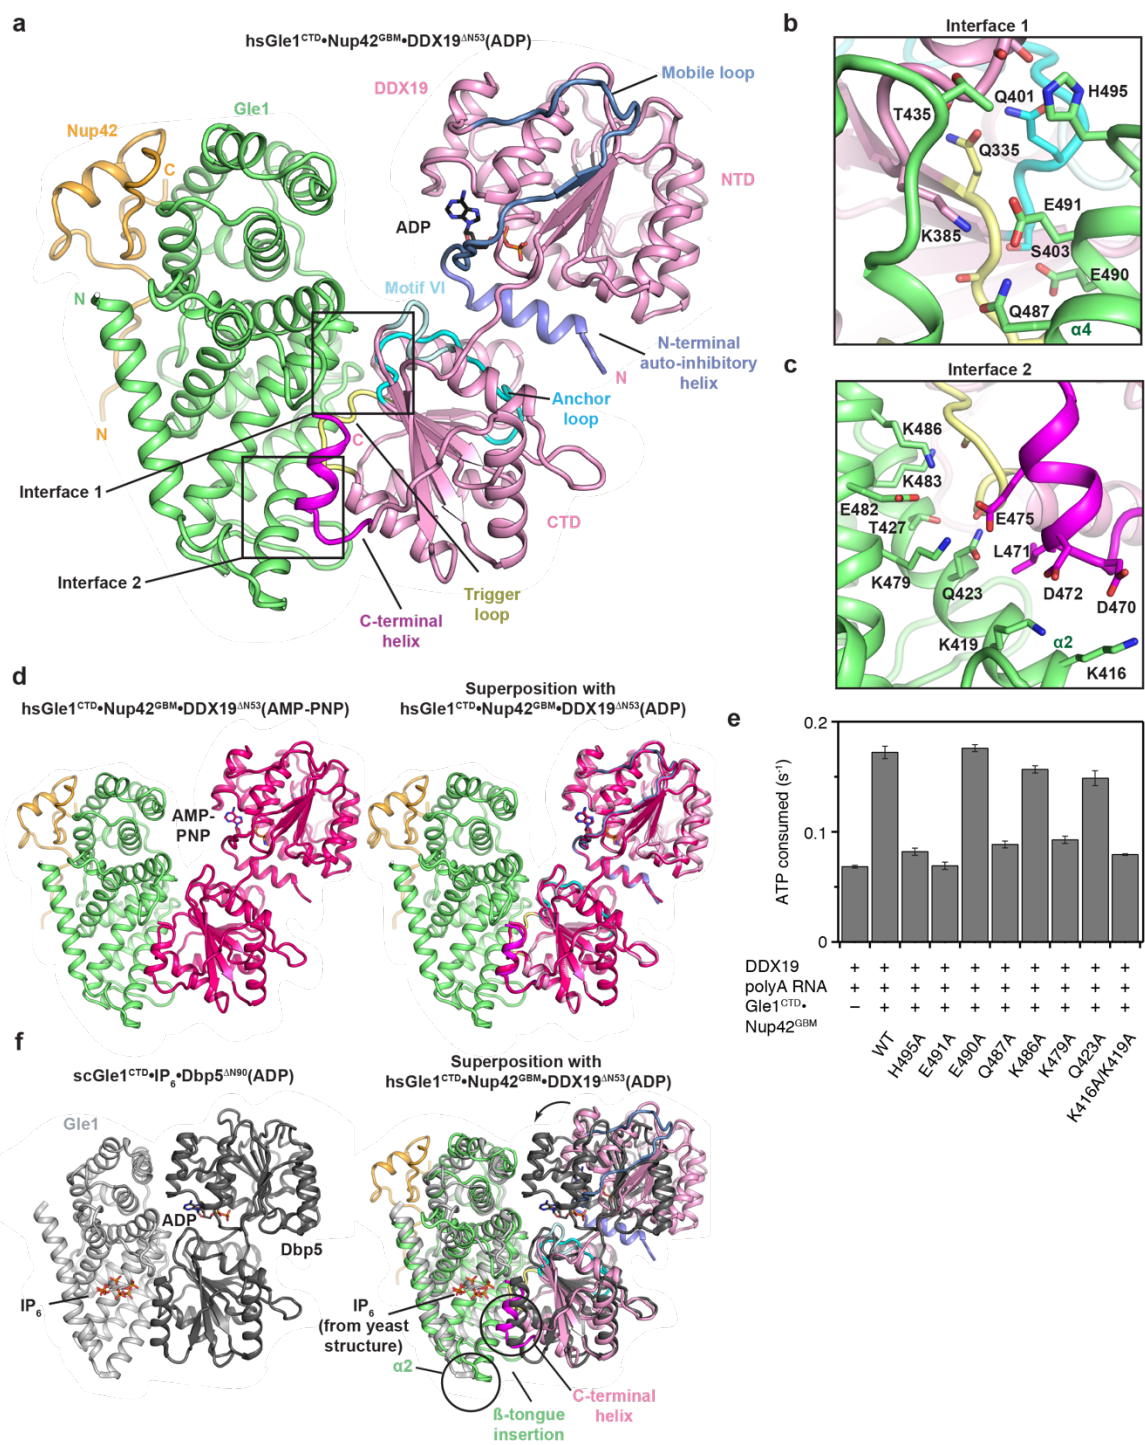 a
hsGle1CTD•Nup42GBM•DDX19ΔN53(ADP)
DDX19
Mobile loop
Gle1
Nup42
C
NTD
ADP
N
Motif VI
N-terminal
auto-inhibitory
helix
N
Anchor
loop
N
C
Interface 1
CTD
Interface 2
Trigger
loop
C-terminal
helix
b
Interface 1
Q401
H495
T435
Q335
E491
K385
S403
E490
Q487
α4
c
Interface 2
K486
K483
E482
E475
T427
L471
K479
Q423
D472
D470
K419
α2
K416
d
hsGle1CTD•Nup42GBM•DDX19ΔN53(AMP-PNP)
Superposition with
hsGle1CTD•Nup42GBM•DDX19ΔN53(ADP)
AMP-
PNP
e
0.2
0.1
0
ATP consumed (s-1)
DDX19 + + + + + + + + +
polyA RNA + + + + + + + + +
Gle1CTD• − + + + + + + + +
Nup42GBM
WT
H495A
E491A
E490A
Q487A
K486A
K479A
Q423A
K416A/K419A
f
scGle1CTD•IP6•Dbp5ΔN90(ADP)
Superposition with
hsGle1CTD•Nup42GBM•DDX19ΔN53(ADP)
Gle1
ADP
Dbp5
IP6
IP6
(from yeast
structure)
α2
C-terminal
helix
ß-tongue
insertion